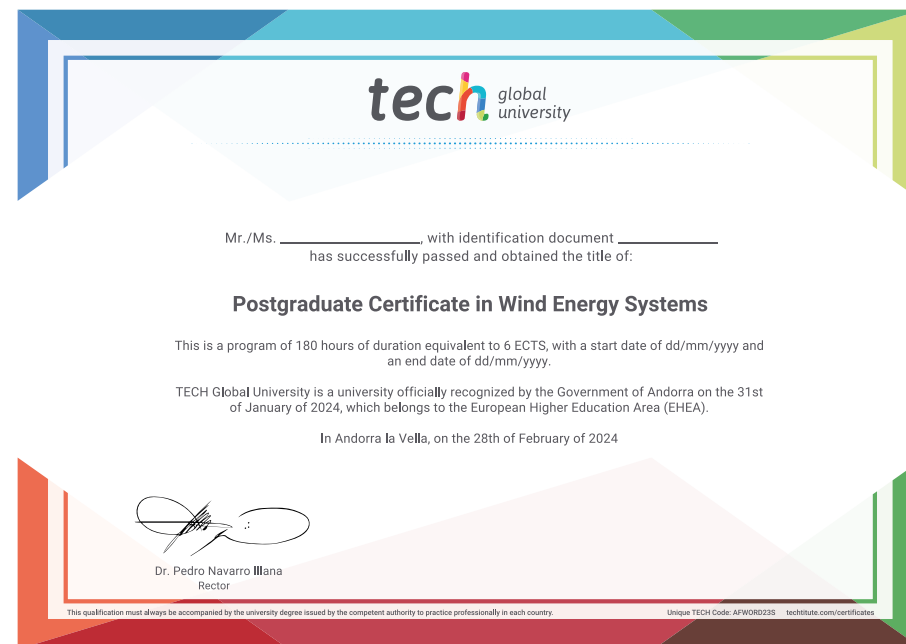 tech global
university
Mr./Ms. ____________, with identification document ____________
has successfully passed and obtained the title of:
Postgraduate Certificate in Wind Energy Systems
This is a program of 180 hours of duration equivalent to 6 ECTS, with a start date of dd/mm/yyyy and
an end date of dd/mm/yyyy.
TECH Global University is a university officially recognized by the Government of Andorra on the 31st
of January of 2024, which belongs to the European Higher Education Area (EHEA).
In Andorra la Vella, on the 28th of February of 2024
Dr. Pedro Navarro Illana
Rector
This qualification must always be accompanied by the university degree issued by the competent authority to practice professionally in each country.
Unique TECH Code: AFWORD23S techtitute.com/certificates